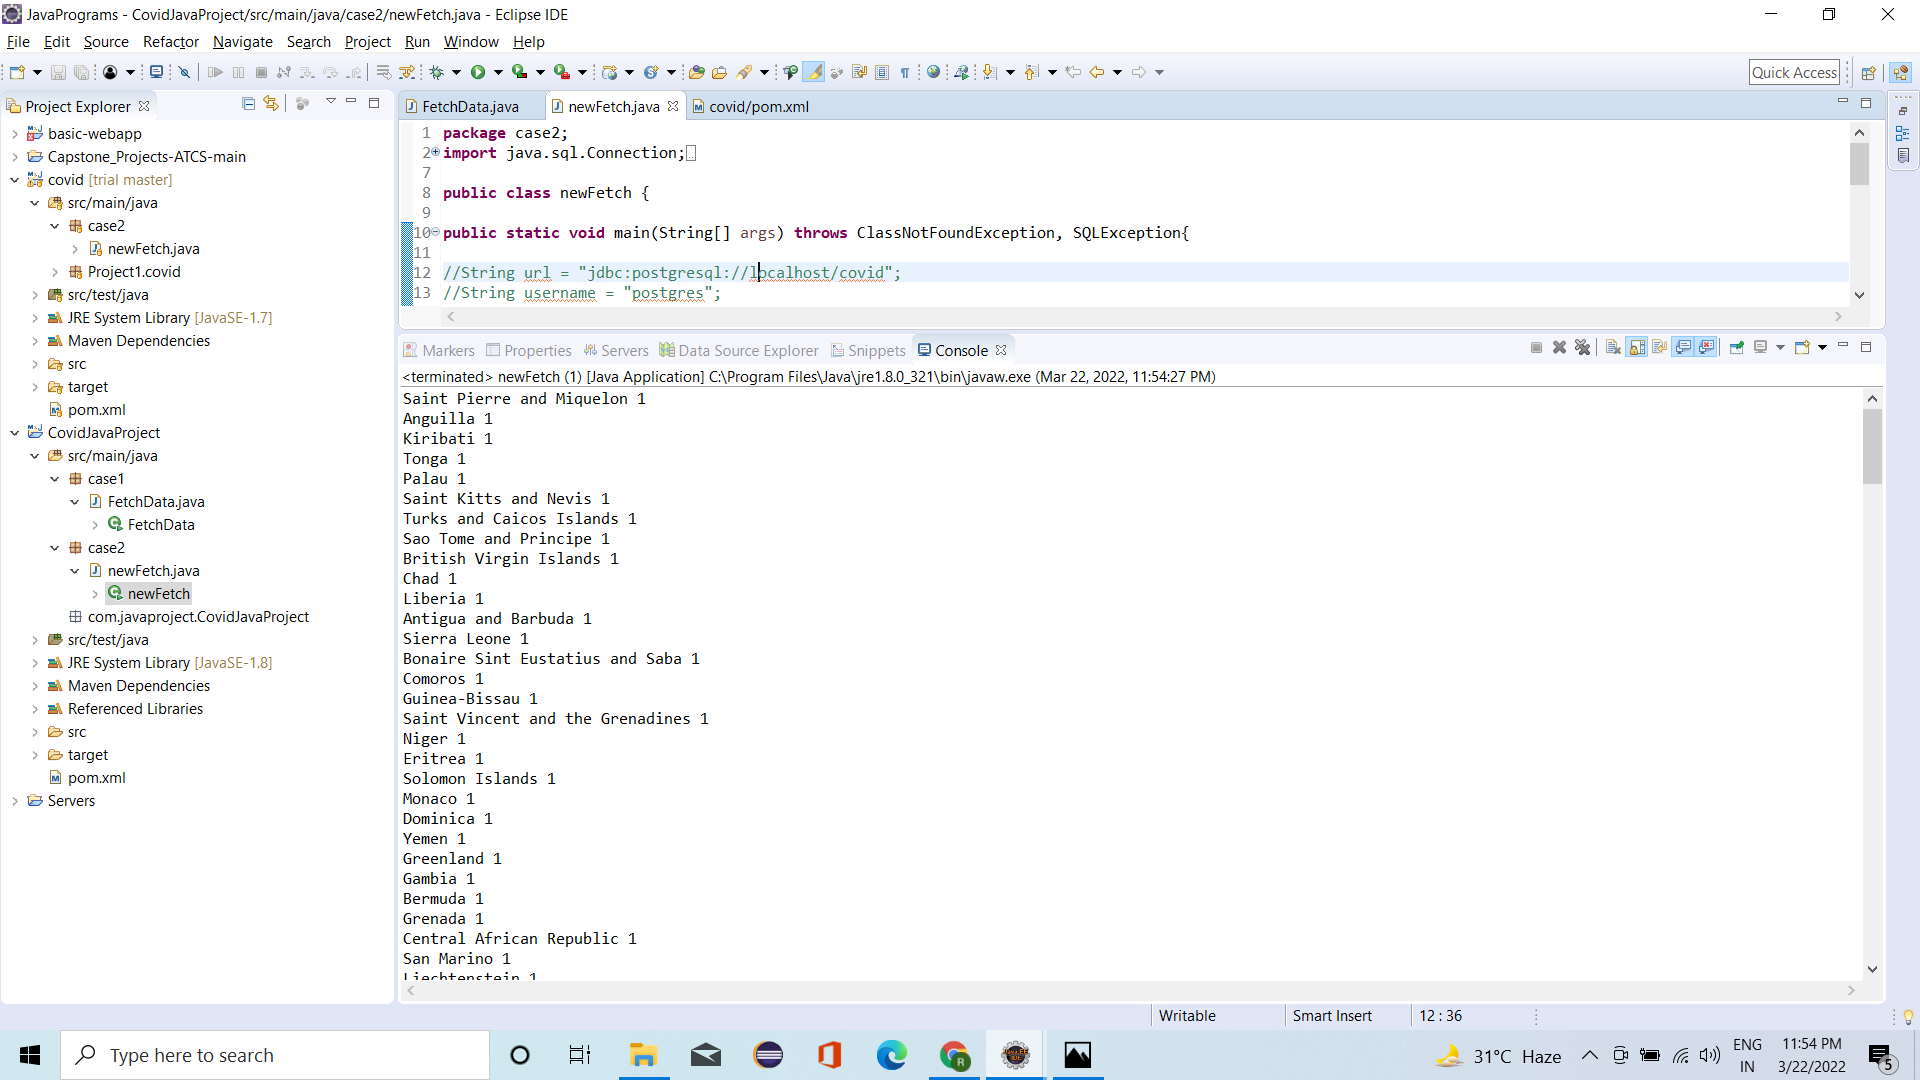 JavaPrograms - CovidJavaProject/src/main/java/case2/newFetch.java - Eclipse IDE
File Edit Source Refactor Navigate Search Project Run Window Help
Quick Access
Project Explorer
basic-webapp
Capstone_Projects-ATCS-main
covid [trial master]
src/main/java
case2
newFetch.java
Project1.covid
src/test/java
JRE System Library [JavaSE-1.7]
Maven Dependencies
src
target
pom.xml
CovidJavaProject
src/main/java
case1
FetchData.java
FetchData
case2
newFetch.java
newFetch
com.javaproject.CovidJavaProject
src/test/java
JRE System Library [JavaSE-1.8]
Maven Dependencies
Referenced Libraries
src
target
pom.xml
Servers
FetchData.java newFetch.java covid/pom.xml
1 package case2;
2 import java.sql.Connection;
7
8 public class newFetch {
9
10 public static void main(String[] args) throws ClassNotFoundException, SQLException{
11
12 //String url = "jdbc:postgresql://localhost/covid";
13 //String username = "postgres";
Markers Properties Servers Data Source Explorer Snippets Console
<terminated> newFetch (1) [Java Application] C:\Program Files\Java\jre1.8.0_321\bin\javaw.exe (Mar 22, 2022, 11:54:27 PM)
Saint Pierre and Miquelon 1
Anguilla 1
Kiribati 1
Tonga 1
Palau 1
Saint Kitts and Nevis 1
Turks and Caicos Islands 1
Sao Tome and Principe 1
British Virgin Islands 1
Chad 1
Liberia 1
Antigua and Barbuda 1
Sierra Leone 1
Bonaire Sint Eustatius and Saba 1
Comoros 1
Guinea-Bissau 1
Saint Vincent and the Grenadines 1
Niger 1
Eritrea 1
Solomon Islands 1
Monaco 1
Dominica 1
Yemen 1
Greenland 1
Gambia 1
Bermuda 1
Grenada 1
Central African Republic 1
San Marino 1
Liechtenstein 1
Writable Smart Insert 12 : 36
Type here to search
31°C Haze
ENG
IN
11:54 PM
3/22/2022
5